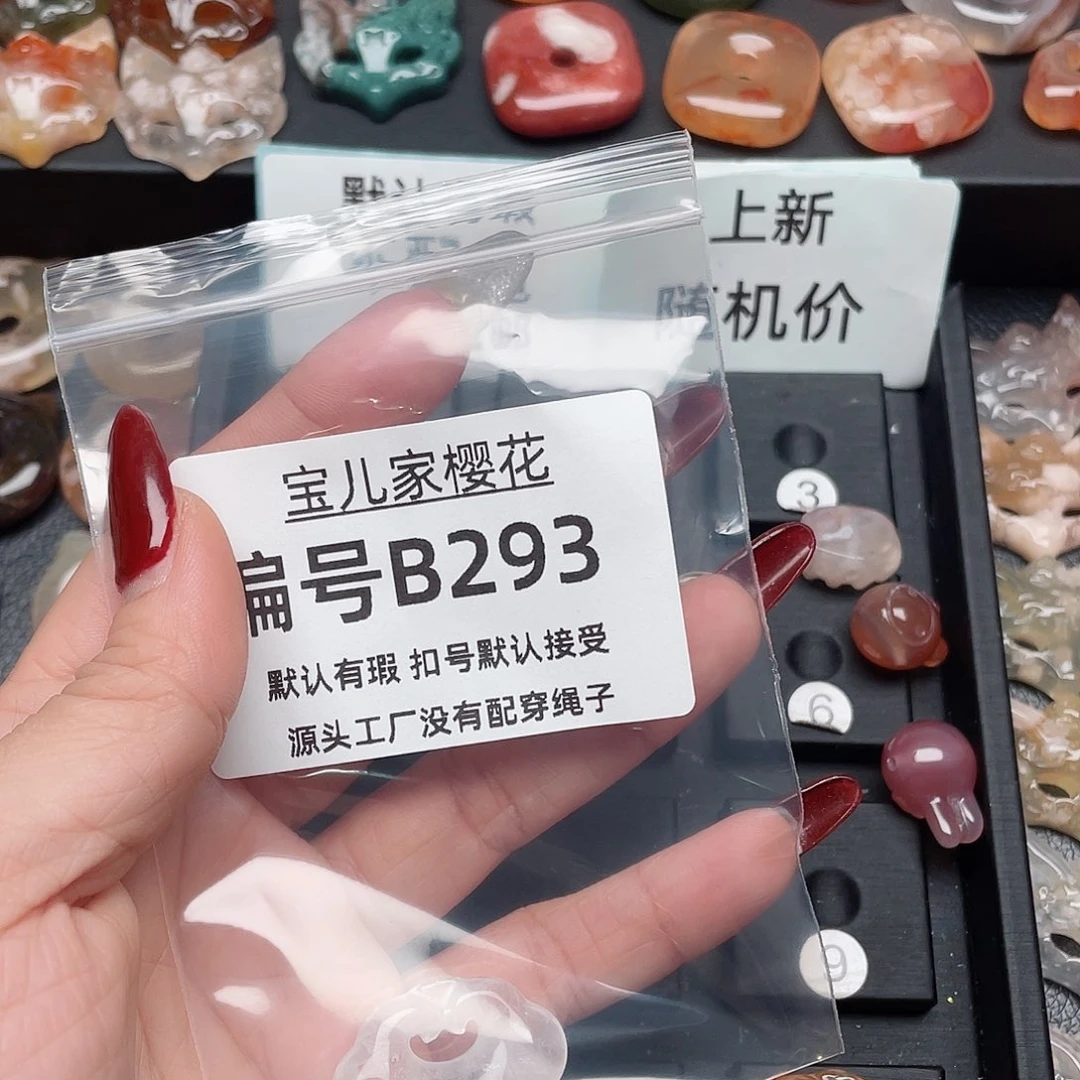 上新
随机价
宝儿家樱花
编号B293
默认有瑕 扣号默认接受
源头工厂没有配穿绳子
3
6
9